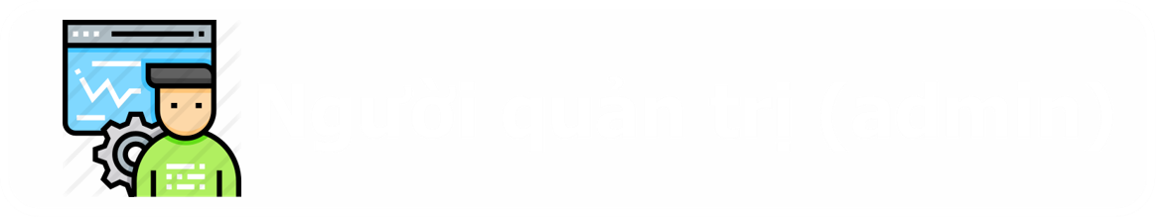 Người quản trị (admin)